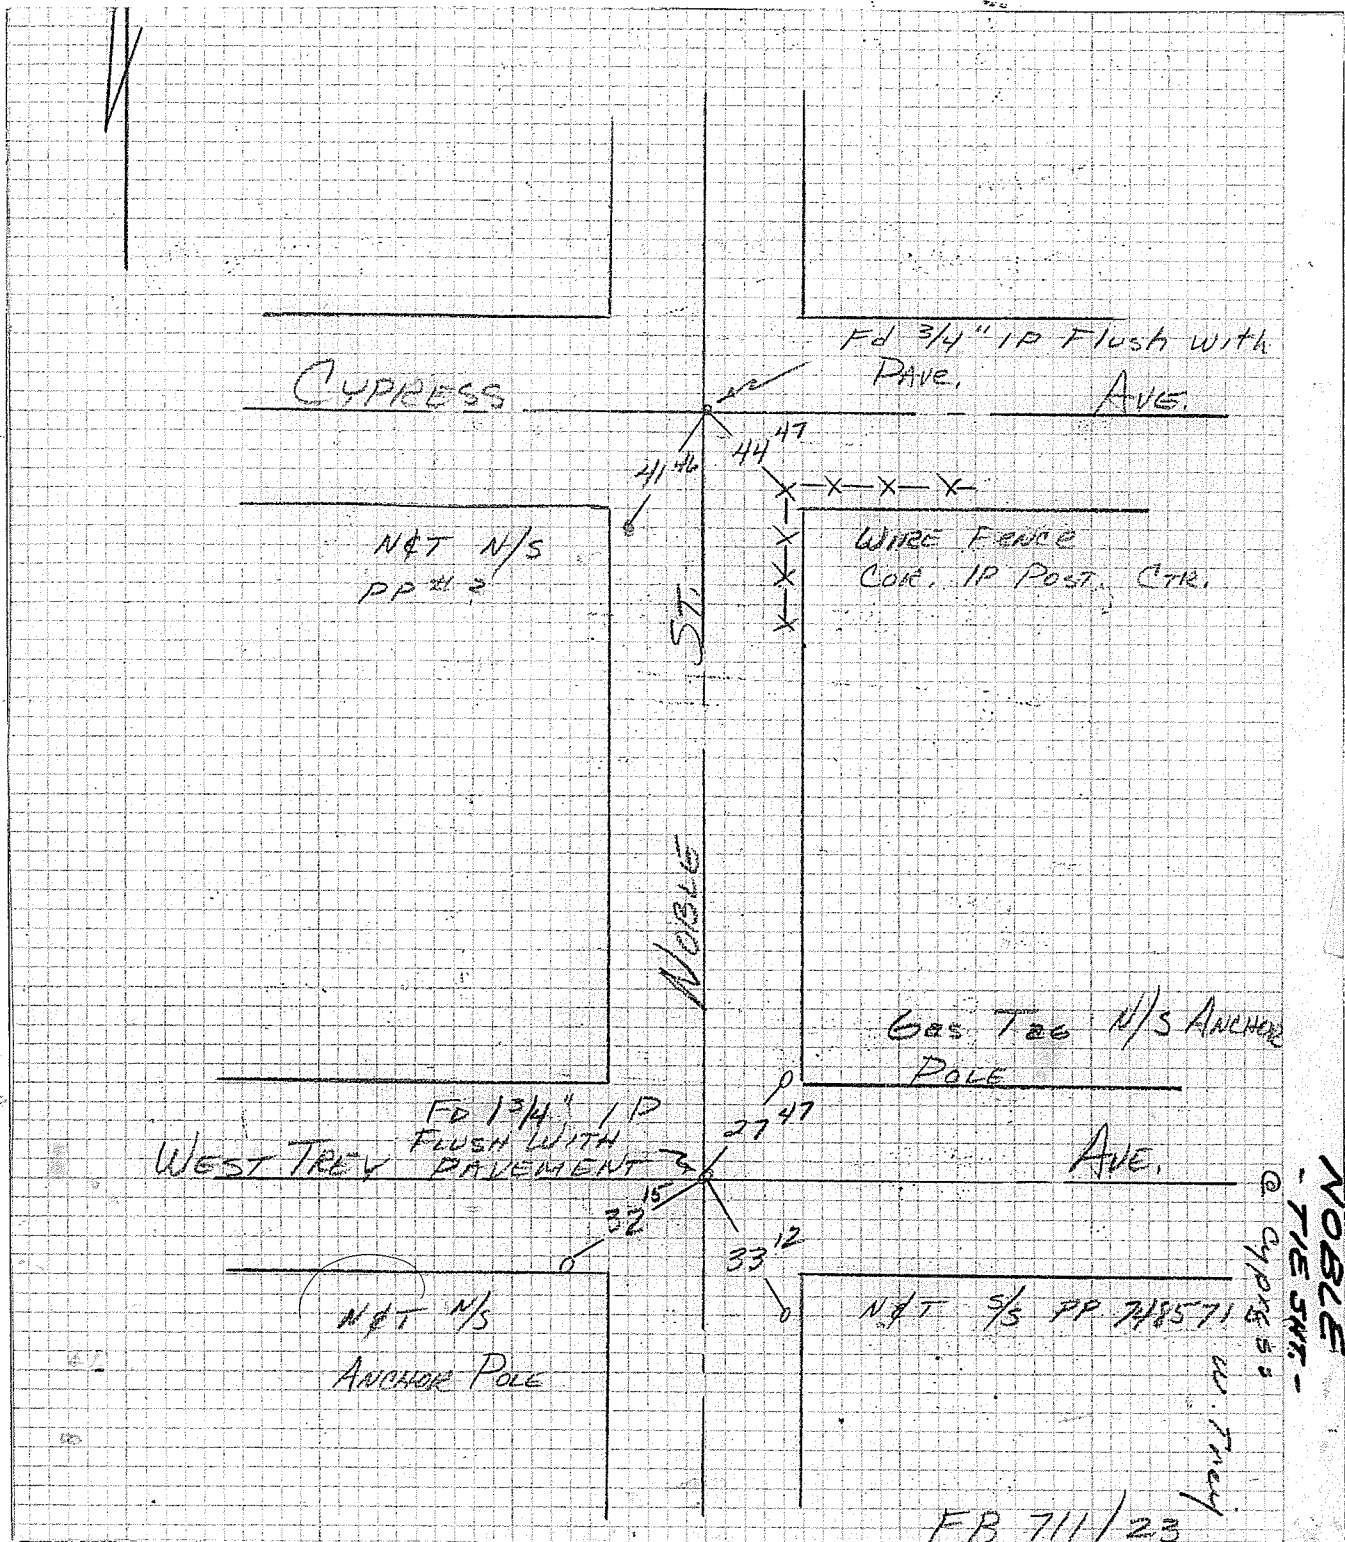 Fd 3/4" IP Flush with
PAVE.
CYPRESS AVE.
41 46
44 47
N¢T N/S
PP # 2
WIRE FENCE
COR. IP POST CTR.
ST.
NOBLE
Gas Tag N/S ANCHOR
POLE
FD 1 3/4" IP
FLUSH WITH
PAVEMENT
27 47
WEST TREY AVE.
32 15
33 12
N¢T N/S
ANCHOR POLE
N¢T S/S PP 748571
NOBLE
- TIE SHT. -
@ Cypress
W. Trey
FB 711/23